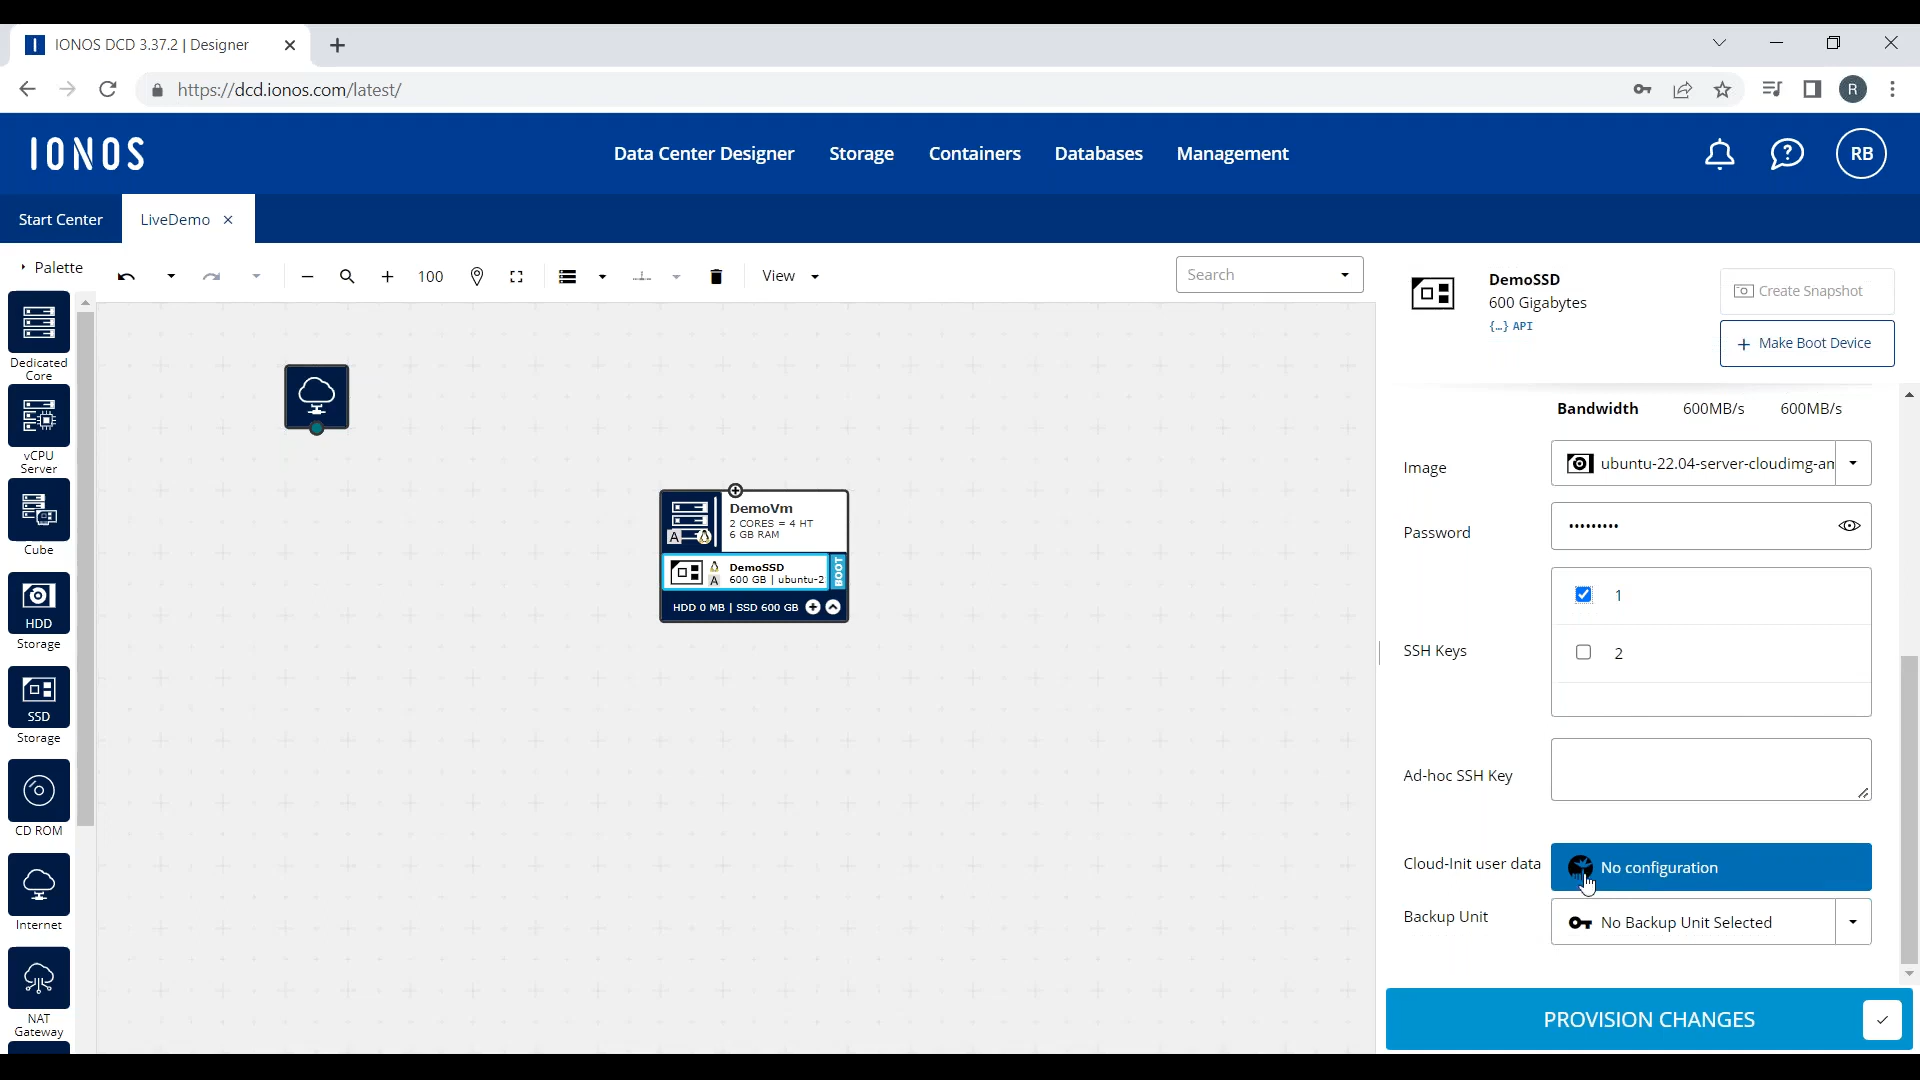 IONOS DCD 3.37.2 | Designer
https://dcd.ionos.com/latest/
R
IONOS
Data Center Designer
Storage
Containers
Databases
Management
RB
Start Center
LiveDemo
Palette
100
View
Search
Dedicated
Core
vCPU
Server
Cube
HDD
Storage
SSD
Storage
CD ROM
Internet
NAT
Gateway
DemoVm
2 CORES = 4 HT
6 GB RAM
A
DemoSSD
A
600 GB | ubuntu-2
BOOT
HDD 0 MB | SSD 600 GB
DemoSSD
600 Gigabytes
{...} API
Create Snapshot
+ Make Boot Device
Bandwidth 600MB/s 600MB/s
Image
ubuntu-22.04-server-cloudimg-an
Password
•••••••••
SSH Keys
1
2
Ad-hoc SSH Key
Cloud-Init user data
No configuration
Backup Unit
No Backup Unit Selected
PROVISION CHANGES